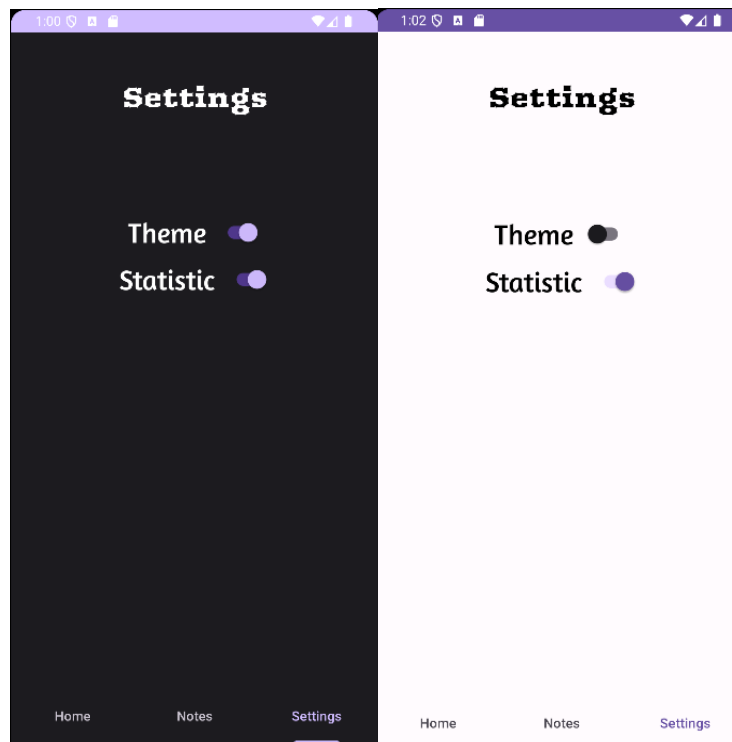 1:00
Settings
Theme
Statistic
Home Notes Settings
1:02
Settings
Theme
Statistic
Home Notes Settings